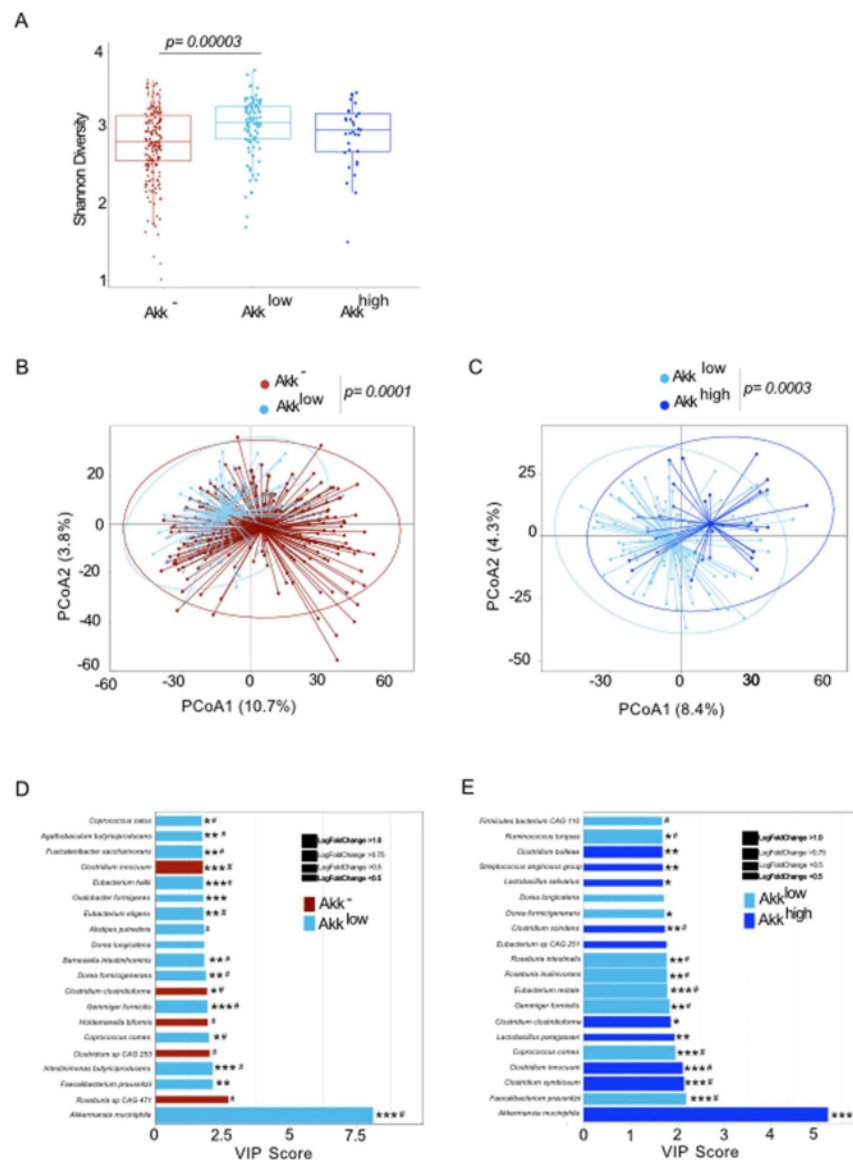 A
p= 0.00003
4
3
2
1
Shannon Diversity
Akk-
Akk low
Akk high
B
Akk-
Akk low
p= 0.0001
20
0
-20
-40
-60
PCoA2 (3.8%)
-60
-30
0
30
60
PCoA1 (10.7%)
C
Akk low
Akk high
p= 0.0003
25
0
-25
-50
PCoA2 (4.3%)
-30
0
30
60
PCoA1 (8.4%)
D
Coprococcus catus *#
Agathobaculum butyriciproducens **#
Fusicatenibacter saccharivorans **#
Clostridium innocuum ***#
Eubacterium hallii ***#
Oxalobacter formigenes ***
Eubacterium eligens **#
Alistipes putredinis #
Dorea longicatena
Barnesiella intestinihominis **#
Dorea formicigenerans **#
Clostridium clostridioforme *#
Gemmiger formicilis ***#
Holdemanella biformis #
Coprococcus comes *#
Clostridium sp CAG 253 #
Intestinimonas butyriciproducens ***#
Faecalibacterium prausnitzii **
Roseburia sp CAG 471 #
Akkermansia muciniphila ***#
LogFoldChange >1.0
LogFoldChange >0.75
LogFoldChange >0.5
LogFoldChange <0.5
Akk-
Akk low
0
2.5
5
7.5
VIP Score
E
Firmicutes bacterium CAG 110 #
Ruminococcus torques *#
Clostridium bolteae **
Streptococcus anginosus group **
Lactobacillus salivarius *
Dorea longicatena
Dorea formicigenerans *
Clostridium scindens **#
Eubacterium sp CAG 251
Roseburia intestinalis **#
Roseburia inulinivorans **#
Eubacterium rectale ***#
Gemmiger formicilis **#
Clostridium clostridioforme *
Lactobacillus paragasseri **
Coprococcus comes ***#
Clostridium innocuum ***#
Clostridium symbiosum ***#
Faecalibacterium prausnitzii ***#
Akkermansia muciniphila ***
LogFoldChange >1.0
LogFoldChange >0.75
LogFoldChange >0.5
LogFoldChange <0.5
Akk low
Akk high
0
1
2
3
4
5
VIP Score